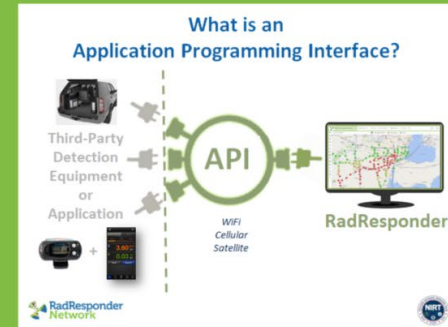 What is an
Application Programming Interface?
Third-Party
Detection
Equipment
or
Application
+
API
WiFi
Cellular
Satellite
RadResponder
RadResponder
Network
NIRT